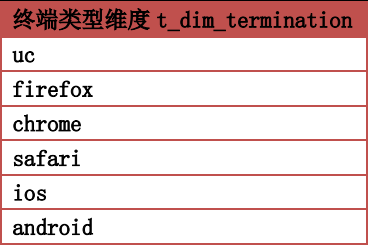 终端类型维度 t_dim_termination
uc
firefox
chrome
safari
ios
android